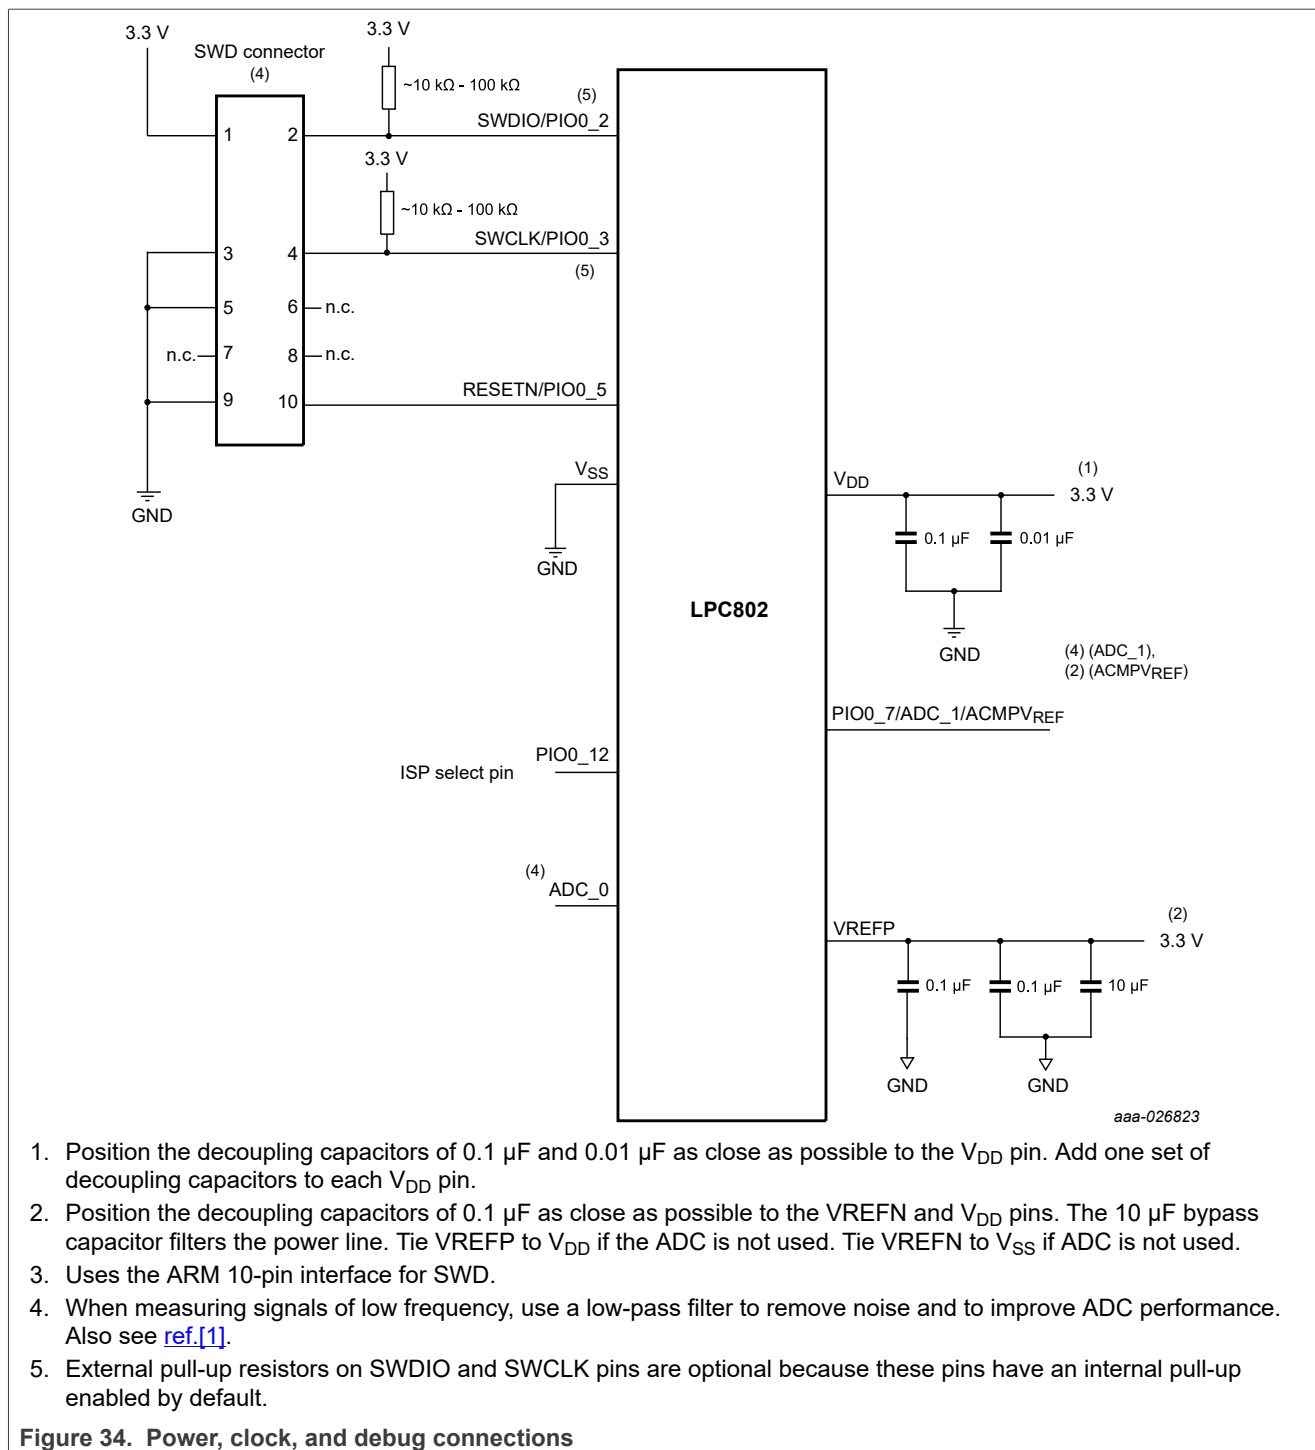 3.3 V
3.3 V
SWD connector
(4)
~10 kΩ - 100 kΩ
(5)
1
2
SWDIO/PIO0_2
3.3 V
~10 kΩ - 100 kΩ
3
4
SWCLK/PIO0_3
(5)
5
6
n.c.
n.c.
7
8
n.c.
9
10
RESETN/PIO0_5
GND
VSS
GND
VDD
(1)
3.3 V
0.1 µF
0.01 µF
GND
LPC802
(4) (ADC_1),
(2) (ACMPVREF)
PIO0_7/ADC_1/ACMPVREF
ISP select pin
PIO0_12
(4)
ADC_0
VREFP
(2)
3.3 V
0.1 µF
0.1 µF
10 µF
GND
GND
aaa-026823
1. Position the decoupling capacitors of 0.1 µF and 0.01 µF as close as possible to the VDD pin. Add one set of
decoupling capacitors to each VDD pin.
2. Position the decoupling capacitors of 0.1 µF as close as possible to the VREFN and VDD pins. The 10 µF bypass
capacitor filters the power line. Tie VREFP to VDD if the ADC is not used. Tie VREFN to VSS if ADC is not used.
3. Uses the ARM 10-pin interface for SWD.
4. When measuring signals of low frequency, use a low-pass filter to remove noise and to improve ADC performance.
Also see ref.[1].
5. External pull-up resistors on SWDIO and SWCLK pins are optional because these pins have an internal pull-up
enabled by default.
Figure 34. Power, clock, and debug connections